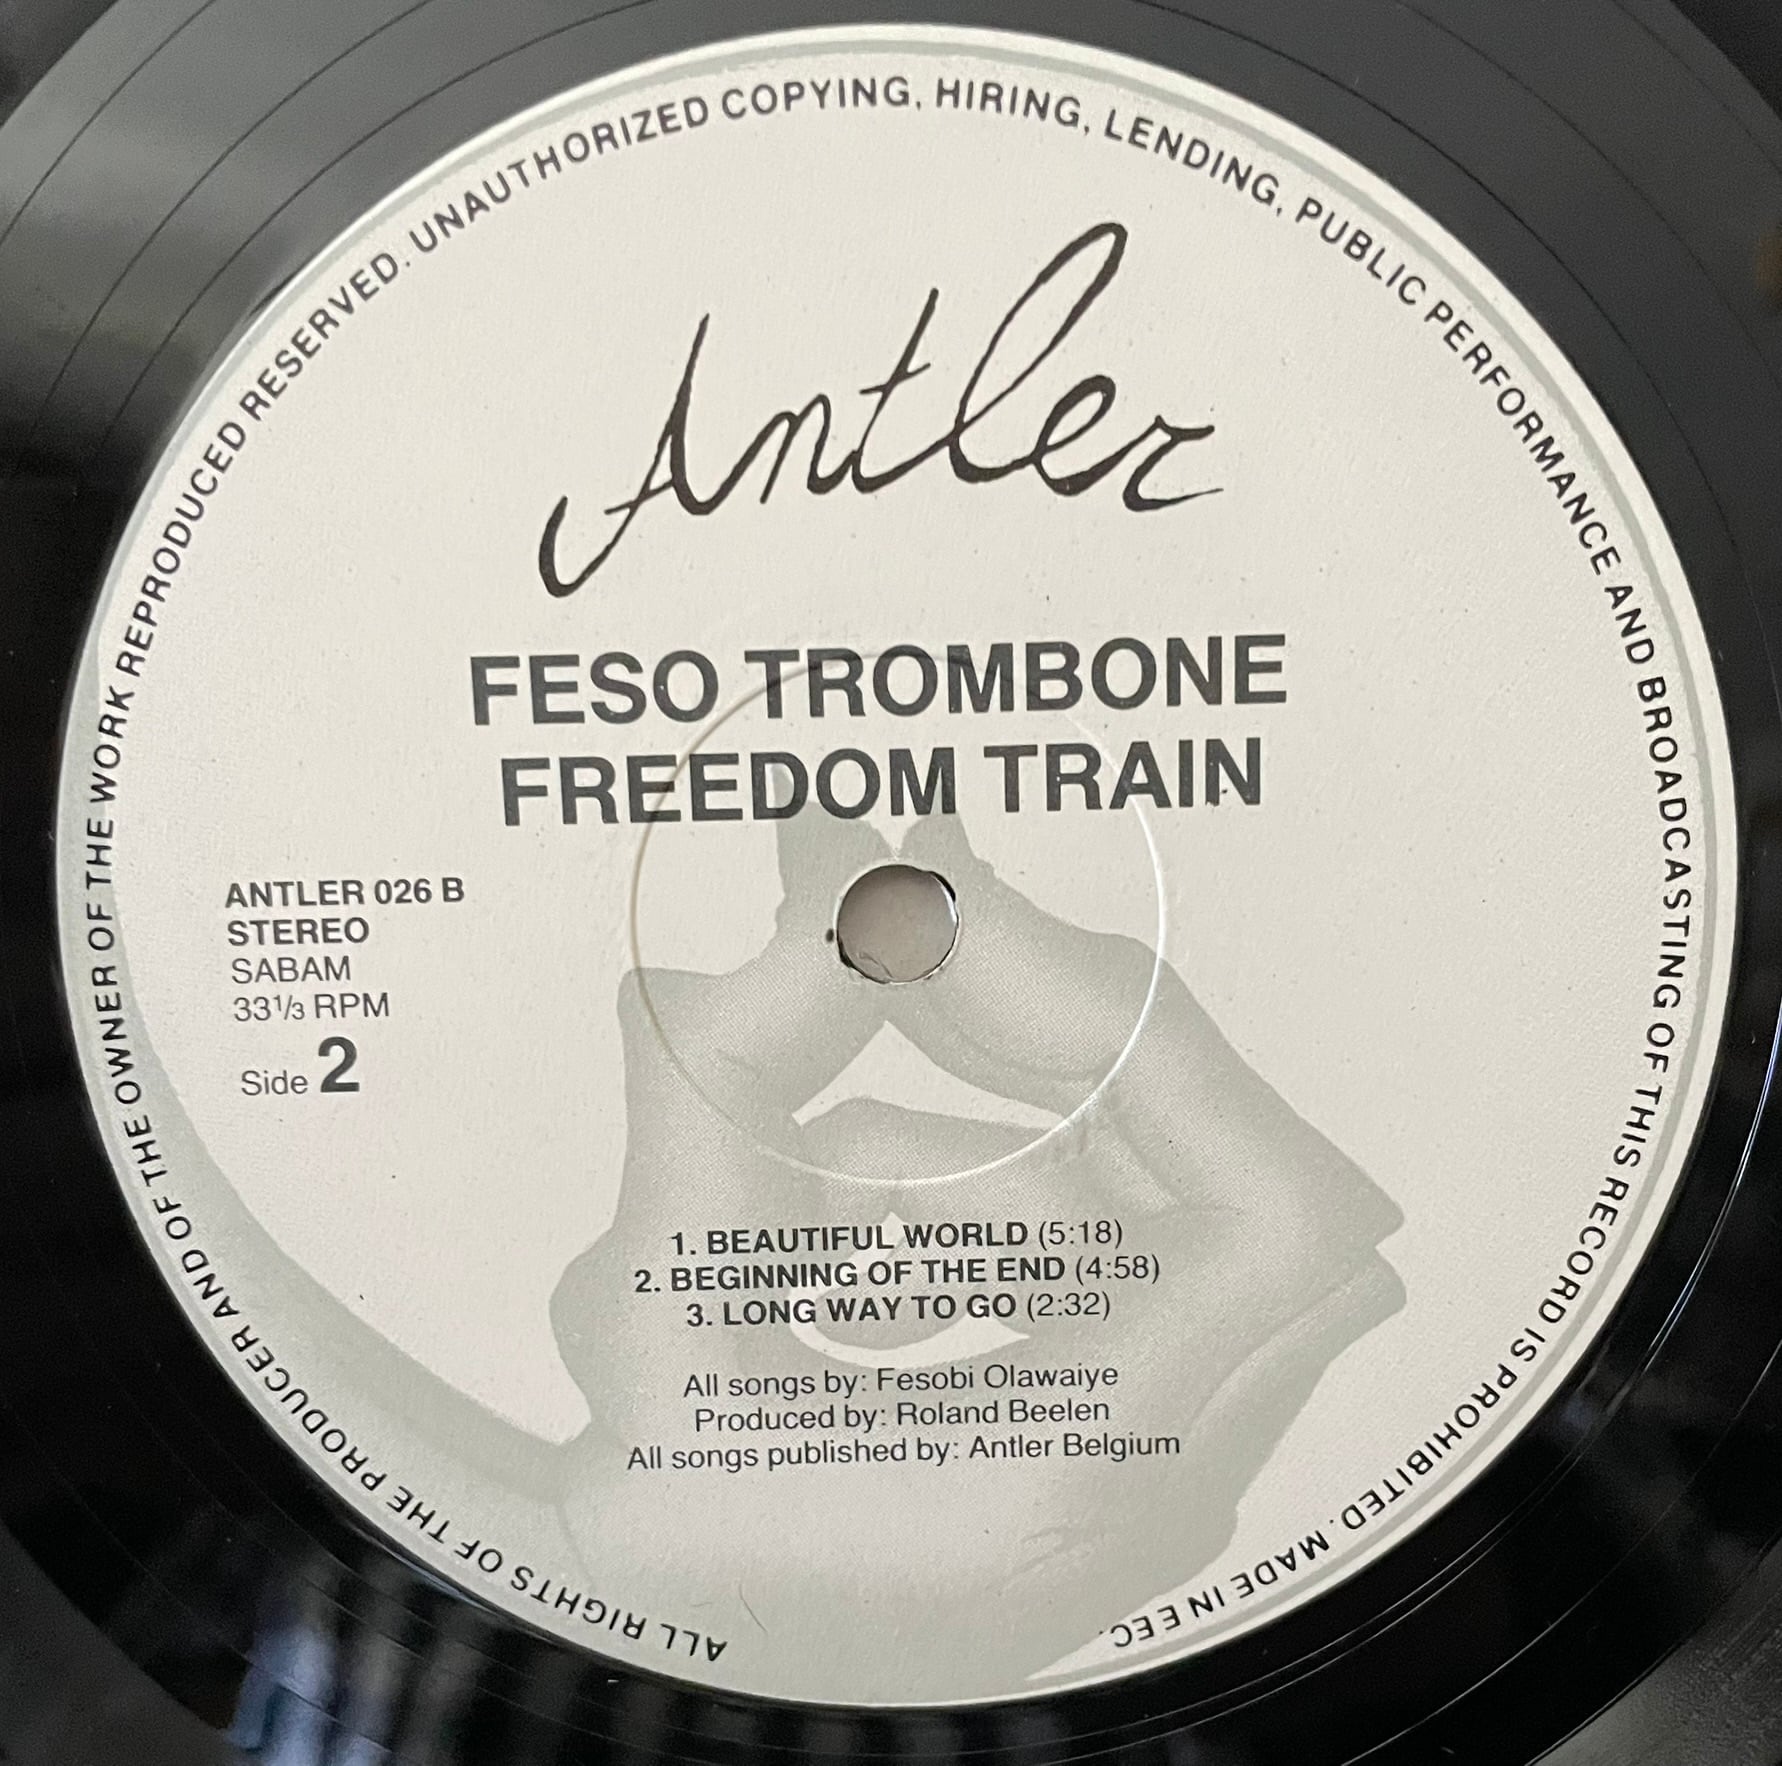 ALL RIGHTS OF THE PRODUCER AND OF THE OWNER OF THE WORK REPRODUCED RESERVED. UNAUTHORIZED COPYING, HIRING, LENDING, PUBLIC PERFORMANCE AND BROADCASTING OF THIS RECORD IS PROHIBITED. MADE IN EEC.
Antler
FESO TROMBONE
FREEDOM TRAIN
ANTLER 026 B
STEREO
SABAM
33⅓ RPM
Side 2
1. BEAUTIFUL WORLD (5:18)
2. BEGINNING OF THE END (4:58)
3. LONG WAY TO GO (2:32)
All songs by: Fesobi Olawaiye
Produced by: Roland Beelen
All songs published by: Antler Belgium